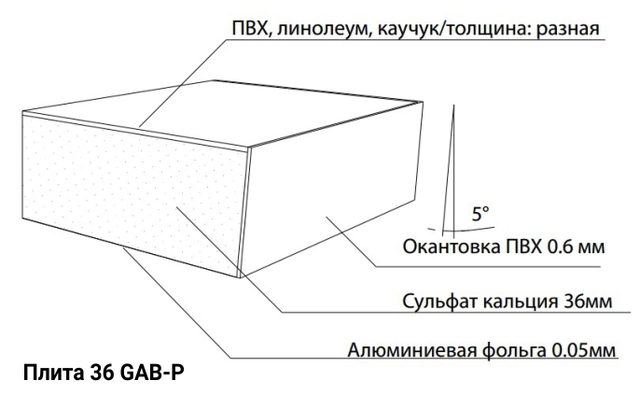 ПВХ, линолеум, каучук/толщина: разная
5°
Окантовка ПВХ 0.6 мм
Сульфат кальция 36мм
Алюминиевая фольга 0.05мм
Плита 36 GAB-P